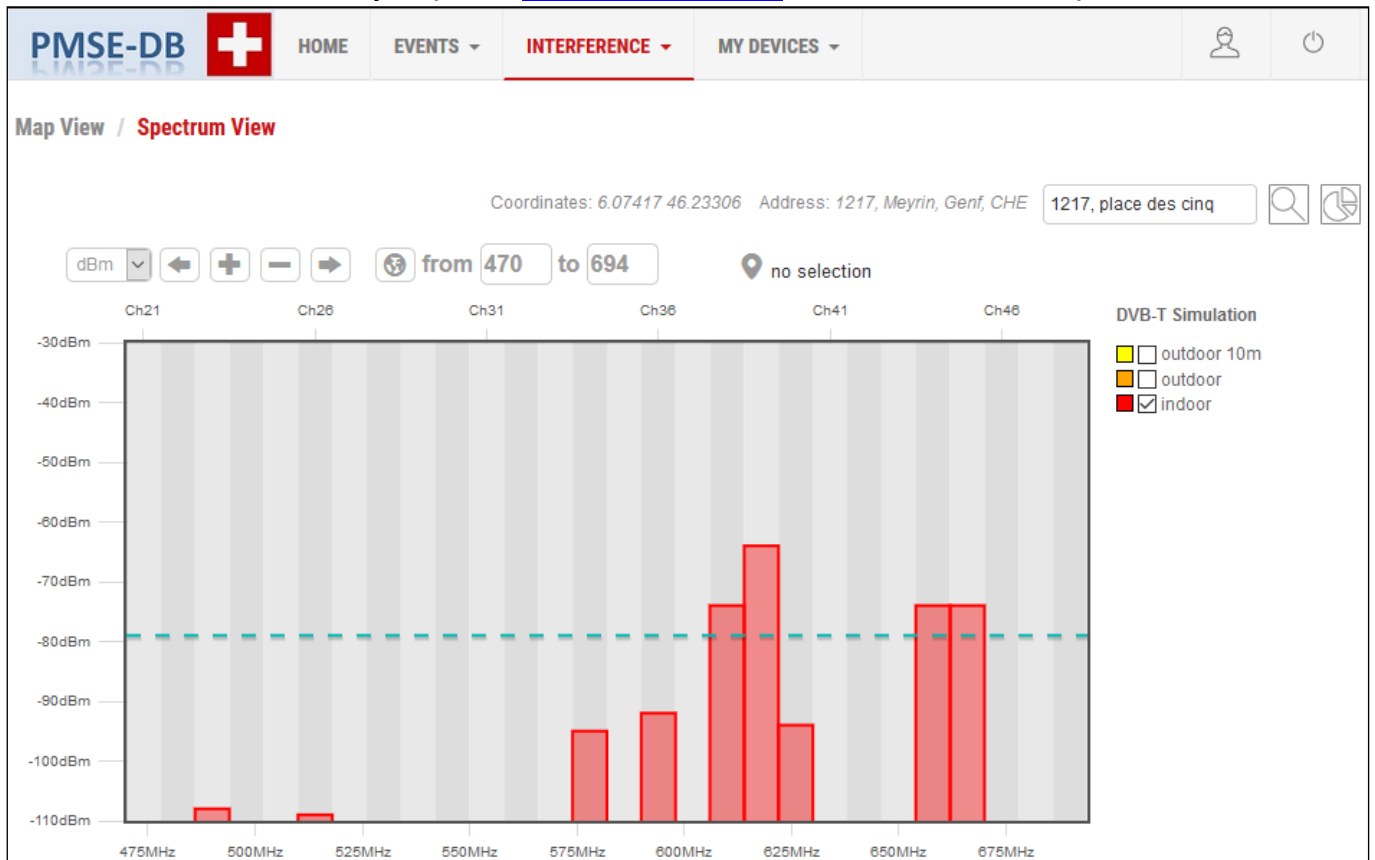 PMSE-DB
HOME
EVENTS
INTERFERENCE
MY DEVICES
Map View / Spectrum View
Coordinates: 6.07417 46.23306 Address: 1217, Meyrin, Genf, CHE
1217, place des cinq
dBm
from 470 to 694
no selection
Ch21 Ch26 Ch31 Ch36 Ch41 Ch46
DVB-T Simulation
outdoor 10m
outdoor
indoor
-30dBm
-40dBm
-50dBm
-60dBm
-70dBm
-80dBm
-90dBm
-100dBm
-110dBm
475MHz 500MHz 525MHz 550MHz 575MHz 600MHz 625MHz 650MHz 675MHz